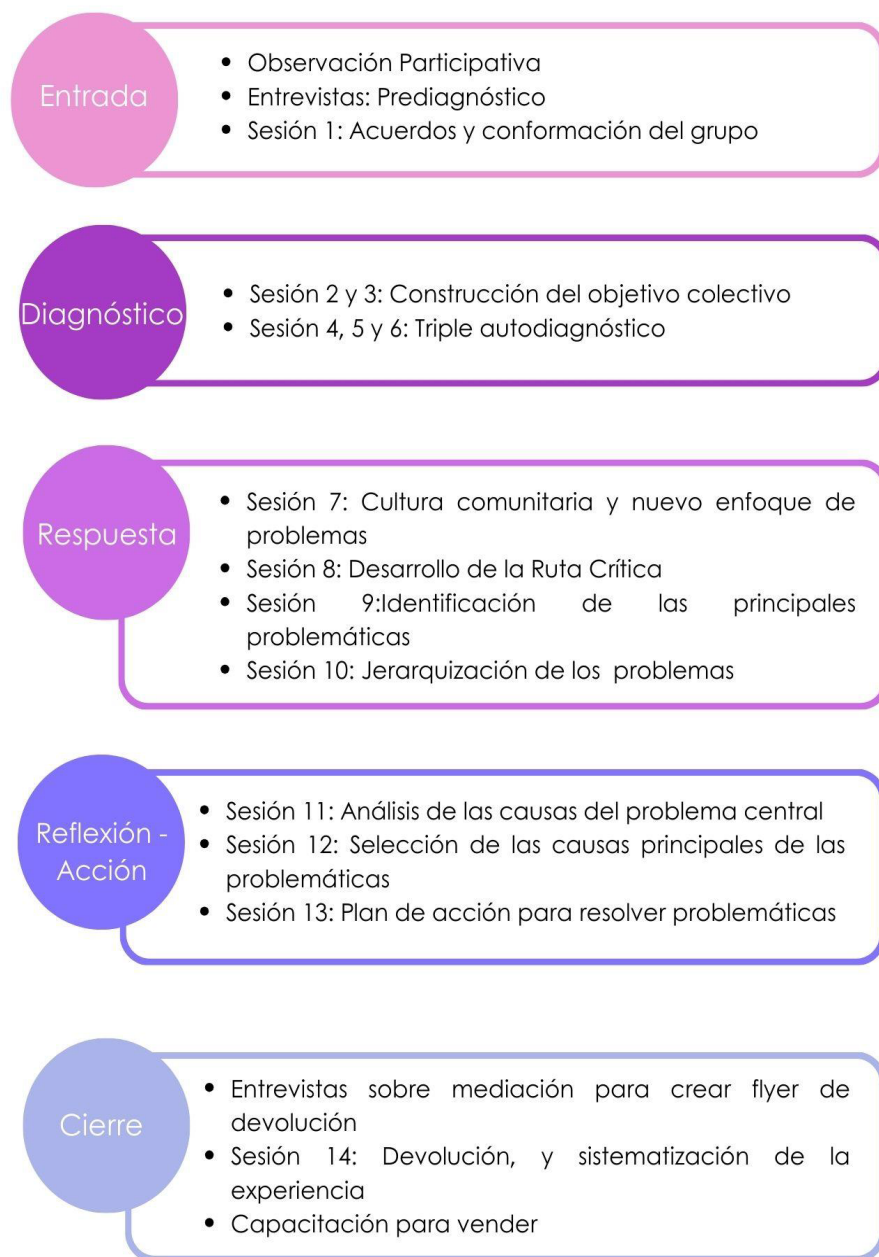 Entrada
• Observación Participativa
• Entrevistas: Prediagnóstico
• Sesión 1: Acuerdos y conformación del grupo
Diagnóstico
• Sesión 2 y 3: Construcción del objetivo colectivo
• Sesión 4, 5 y 6: Triple autodiagnóstico
Respuesta
• Sesión 7: Cultura comunitaria y nuevo enfoque de
problemas
• Sesión 8: Desarrollo de la Ruta Crítica
• Sesión 9:Identificación de las principales
problemáticas
• Sesión 10: Jerarquización de los problemas
Reflexión -
Acción
• Sesión 11: Análisis de las causas del problema central
• Sesión 12: Selección de las causas principales de las
problemáticas
• Sesión 13: Plan de acción para resolver problemáticas
Cierre
• Entrevistas sobre mediación para crear flyer de
devolución
• Sesión 14: Devolución, y sistematización de la
experiencia
• Capacitación para vender